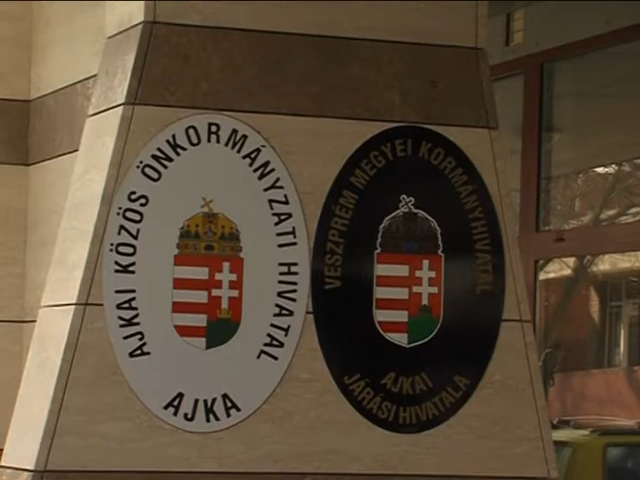 AJKAI KÖZÖS ÖNKORMÁNYZATI HIVATAL
AJKA
VESZPRÉM MEGYEI KORMÁNYHIVATAL
AJKAI
JÁRÁSI HIVATALA